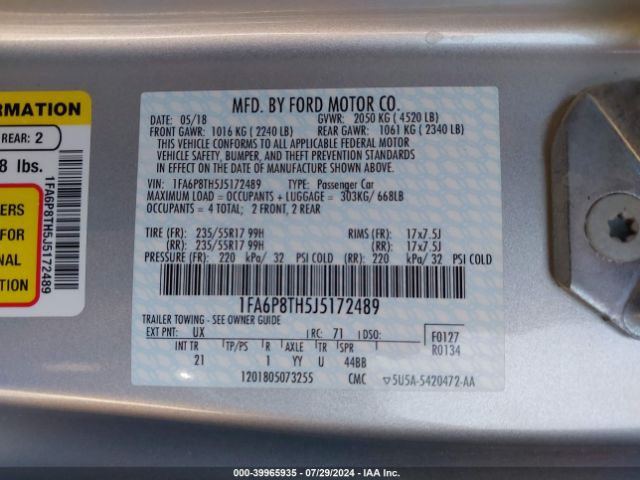 ORMATION
REAR: 2
8 lbs.
ERS
FOR
NAL
ION
1FA6P8TH5J5172489
MFD. BY FORD MOTOR CO.
DATE: 05/18 GVWR: 2050 KG ( 4520 LB)
FRONT GAWR: 1016 KG ( 2240 LB) REAR GAWR: 1061 KG ( 2340 LB)
THIS VEHICLE CONFORMS TO ALL APPLICABLE FEDERAL MOTOR
VEHICLE SAFETY, BUMPER, AND THEFT PREVENTION STANDARDS
IN EFFECT ON THE DATE OF MANUFACTURE SHOWN ABOVE.
VIN: 1FA6P8TH5J5172489 TYPE: Passenger Car
MAXIMUM LOAD = OCCUPANTS + LUGGAGE = 303KG/ 668LB
OCCUPANTS = 4 TOTAL; 2 FRONT, 2 REAR
TIRE (FR): 235/55R17 99H RIMS (FR): 17x7.5J
(RR): 235/55R17 99H (RR): 17x7.5J
PRESSURE (FR): 220 kPa/ 32 PSI COLD (RR): 220 kPa/ 32 PSI COLD
1FA6P8TH5J5172489
TRAILER TOWING - SEE OWNER GUIDE
EXT PNT: UX RC: 71 DSO: F0127
R0134
INT TR TP/PS R AXLE TR SPR
21 1 YY U 44BB
1201805073255 CMC ▽5U5A-5420472-AA
000-39965935 / 07/29/2024 / IAA Inc.